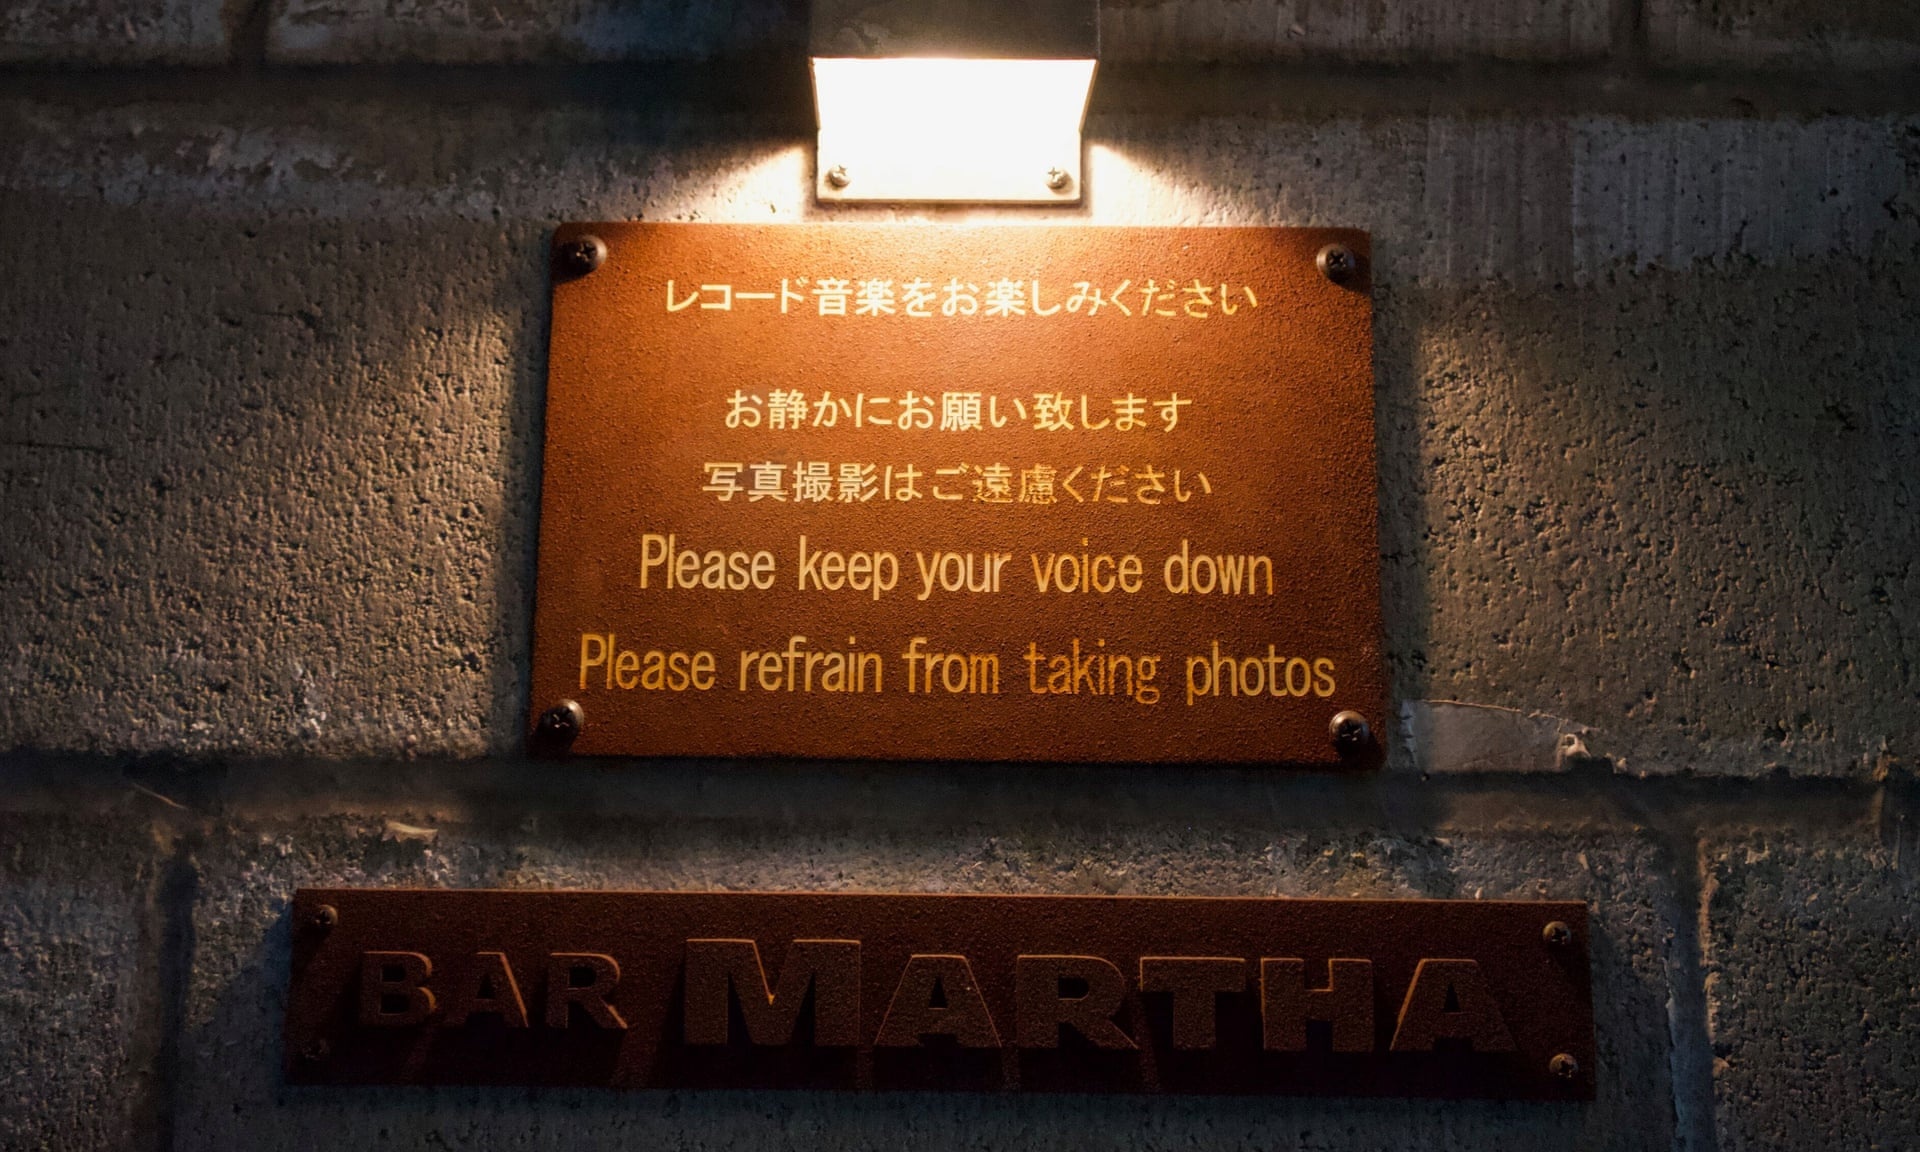 レコード音楽をお楽しみください
お静かにお願い致します
写真撮影はご遠慮ください
Please keep your voice down
Please refrain from taking photos
BAR MARTHA